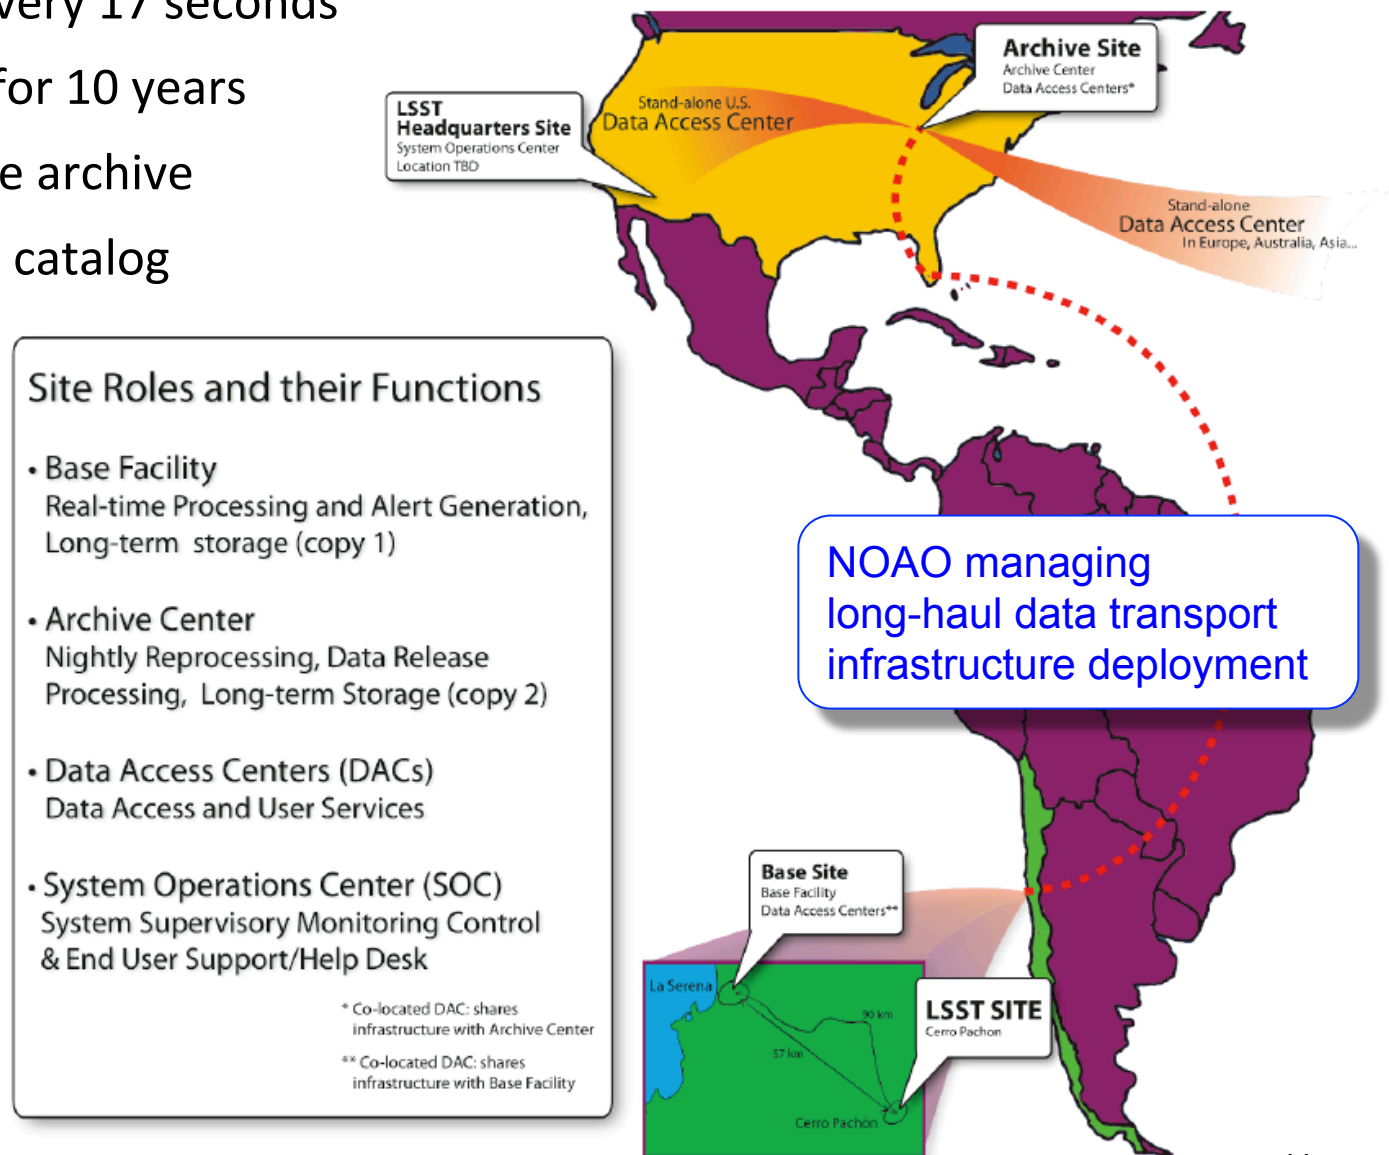 very 17 seconds
for 10 years
e archive
catalog
Archive Site
Archive Center
Data Access Centers*
LSST
Headquarters Site
System Operations Center
Location TBD
Stand-alone U.S.
Data Access Center
Stand-alone
Data Access Center
In Europe, Australia, Asia...
Site Roles and their Functions
• Base Facility
Real-time Processing and Alert Generation,
Long-term storage (copy 1)
• Archive Center
Nightly Reprocessing, Data Release
Processing, Long-term Storage (copy 2)
• Data Access Centers (DACs)
Data Access and User Services
• System Operations Center (SOC)
System Supervisory Monitoring Control
& End User Support/Help Desk
* Co-located DAC: shares
infrastructure with Archive Center
** Co-located DAC: shares
infrastructure with Base Facility
NOAO managing
long-haul data transport
infrastructure deployment
Base Site
Base Facility
Data Access Centers**
La Serena
90 km
57 km
Cerro Pachón
LSST SITE
Cerro Pachon